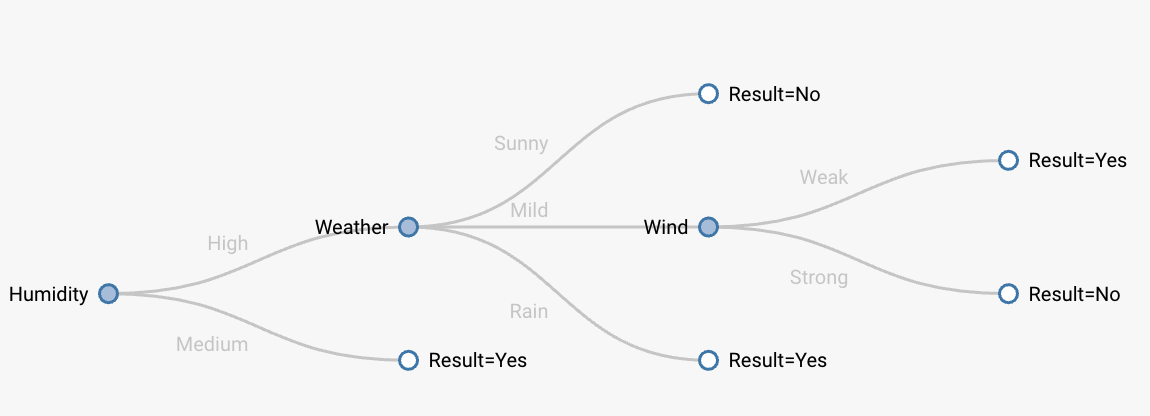 Result=No
Sunny
Result=Yes
Weak
Mild
Weather
Wind
High
Strong
Humidity
Result=No
Rain
Medium
Result=Yes
Result=Yes